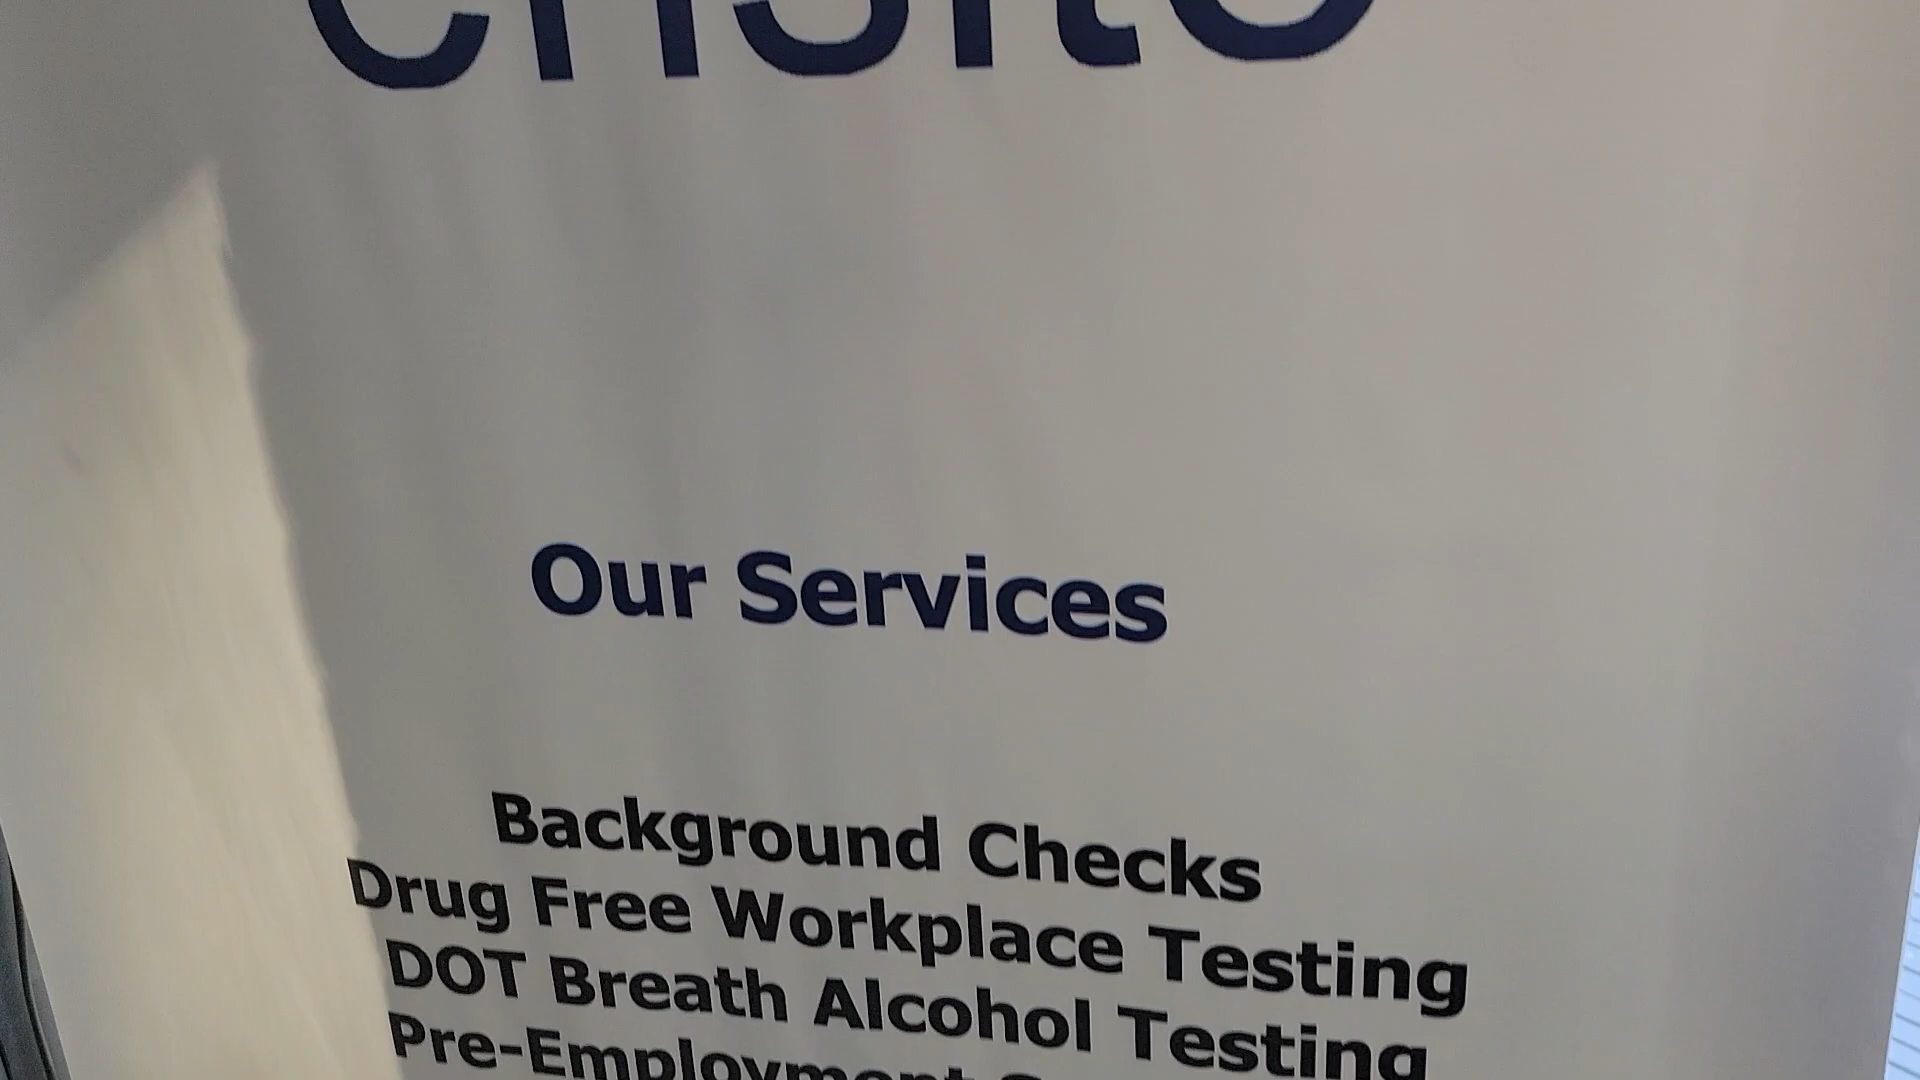 Our Services
Background Checks
Drug Free Workplace Testing
DOT Breath Alcohol Testing
Pre-Employment